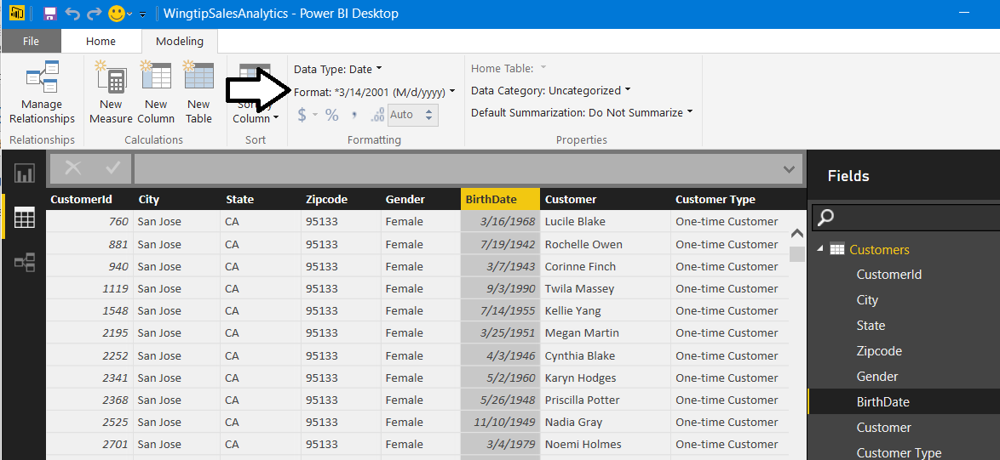 WingtipSalesAnalytics - Power BI Desktop
File Home Modeling
Manage Relationships
New Measure
New Column
New Table
Column
Data Type: Date
Format: *3/14/2001 (M/d/yyyy)
$ % , .00 Auto
Home Table:
Data Category: Uncategorized
Default Summarization: Do Not Summarize
Relationships Calculations Sort Formatting Properties
Fields
CustomerId City State Zipcode Gender BirthDate Customer Customer Type
760 San Jose CA 95133 Female 3/16/1968 Lucile Blake One-time Customer
881 San Jose CA 95133 Female 7/19/1942 Rochelle Owen One-time Customer
940 San Jose CA 95133 Female 3/7/1943 Corinne Finch One-time Customer
1119 San Jose CA 95133 Female 9/3/1990 Twila Massey One-time Customer
1548 San Jose CA 95133 Female 7/14/1955 Kellie Yang One-time Customer
2195 San Jose CA 95133 Female 3/25/1951 Megan Martin One-time Customer
2252 San Jose CA 95133 Female 4/3/1946 Cynthia Blake One-time Customer
2341 San Jose CA 95133 Female 5/2/1960 Karyn Hodges One-time Customer
2368 San Jose CA 95133 Female 5/26/1948 Priscilla Potter One-time Customer
2525 San Jose CA 95133 Female 11/10/1949 Nadia Gray One-time Customer
2701 San Jose CA 95133 Female 3/4/1979 Noemi Holmes One-time Customer
Customers
CustomerId
City
State
Zipcode
Gender
BirthDate
Customer
Customer Type